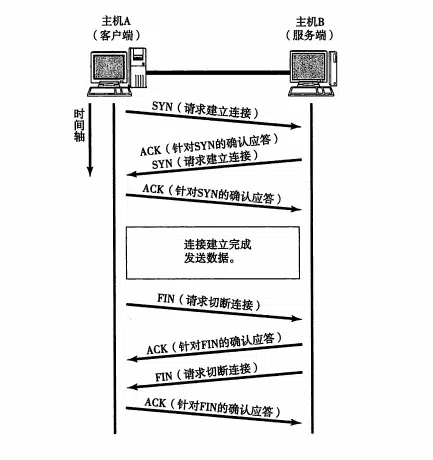 主机A
（客户端）
主机B
（服务端）
时间轴
SYN（请求建立连接）
ACK（针对SYN的确认应答）
SYN（请求建立连接）
ACK（针对SYN的确认应答）
连接建立完成
发送数据。
FIN（请求切断连接）
ACK（针对FIN的确认应答）
FIN（请求切断连接）
ACK（针对FIN的确认应答）